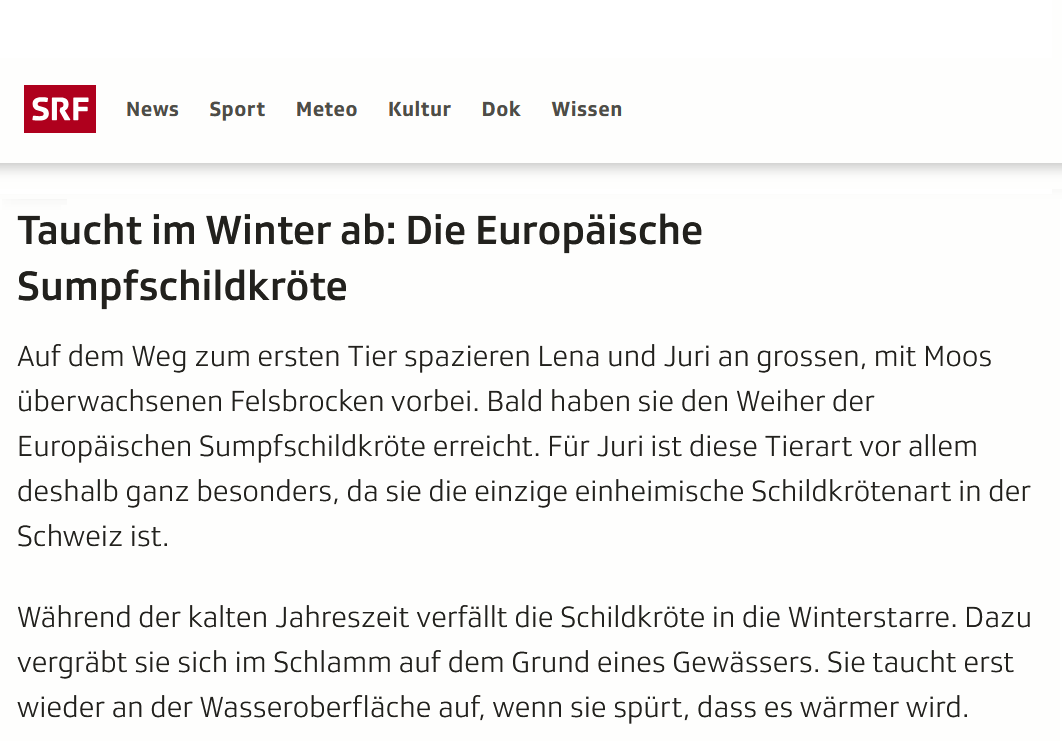 SRF News Sport Meteo Kultur Dok Wissen
Taucht im Winter ab: Die Europäische
Sumpfschildkröte
Auf dem Weg zum ersten Tier spazieren Lena und Juri an grossen, mit Moos
überwachsenen Felsbrocken vorbei. Bald haben sie den Weiher der
Europäischen Sumpfschildkröte erreicht. Für Juri ist diese Tierart vor allem
deshalb ganz besonders, da sie die einzige einheimische Schildkrötenart in der
Schweiz ist.
Während der kalten Jahreszeit verfällt die Schildkröte in die Winterstarre. Dazu
vergräbt sie sich im Schlamm auf dem Grund eines Gewässers. Sie taucht erst
wieder an der Wasseroberfläche auf, wenn sie spürt, dass es wärmer wird.